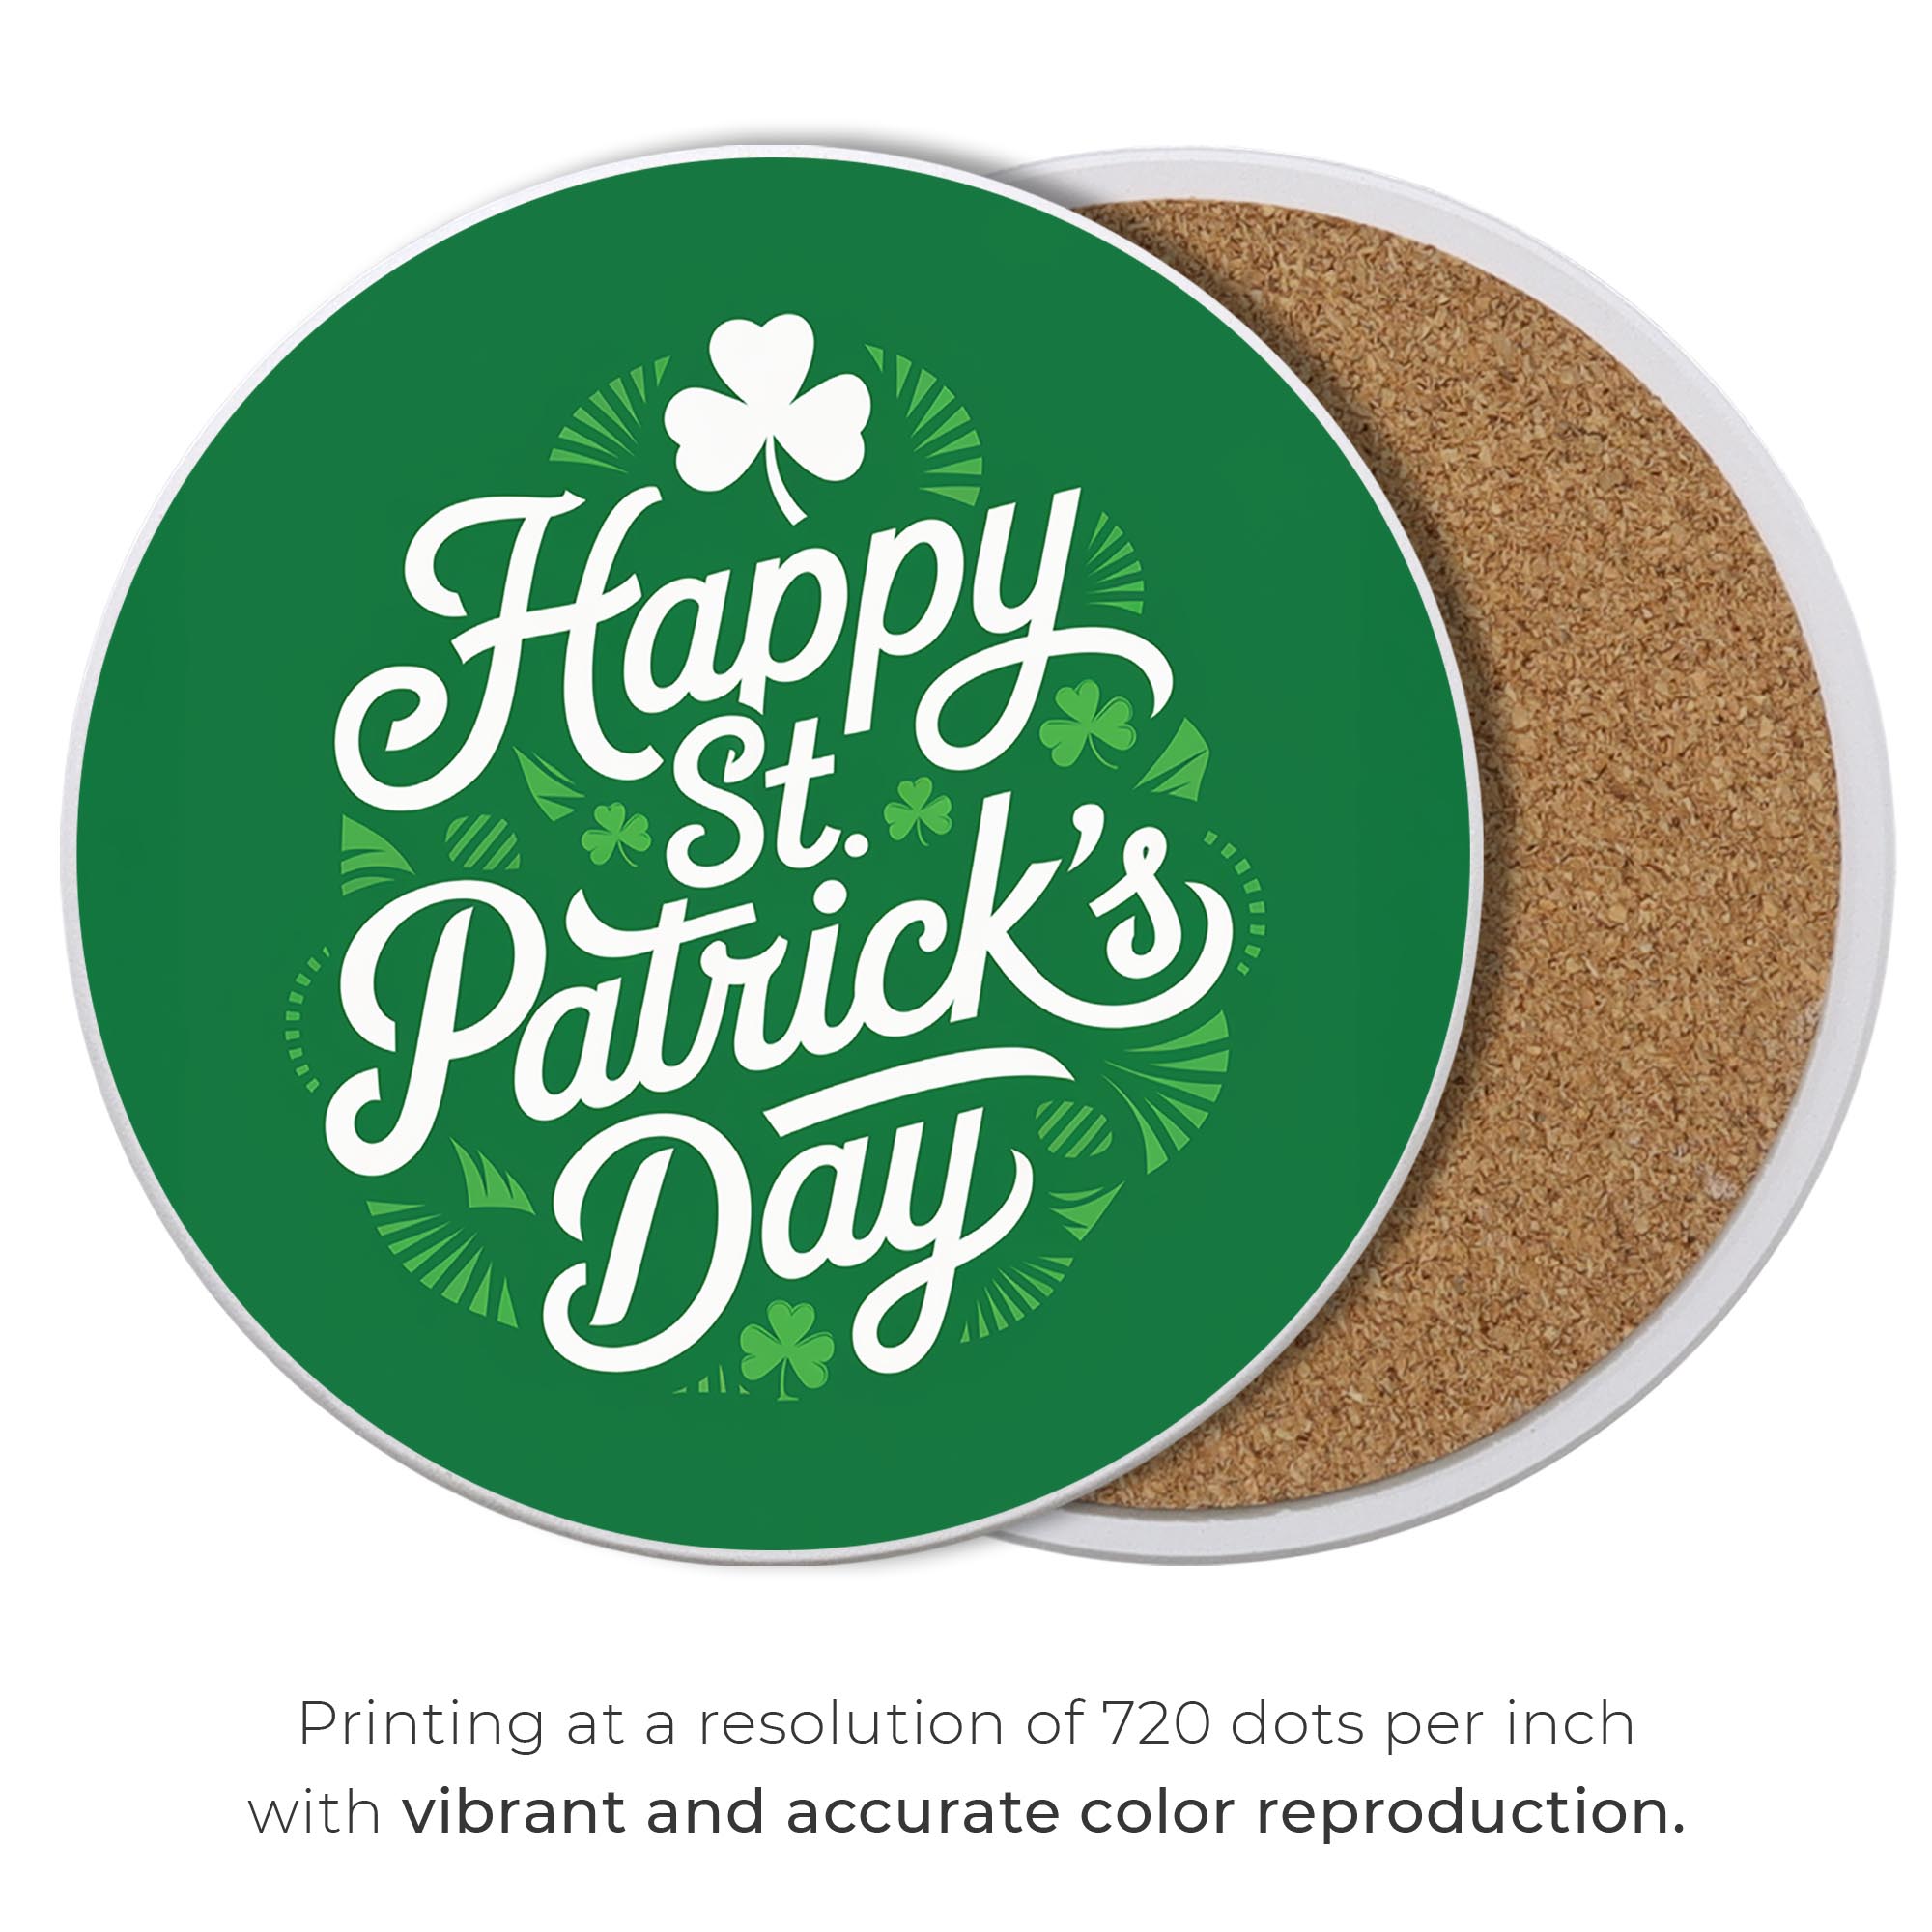 Happy
St.
Patrick's
Day
Printing at a resolution of 720 dots per inch
with vibrant and accurate color reproduction.